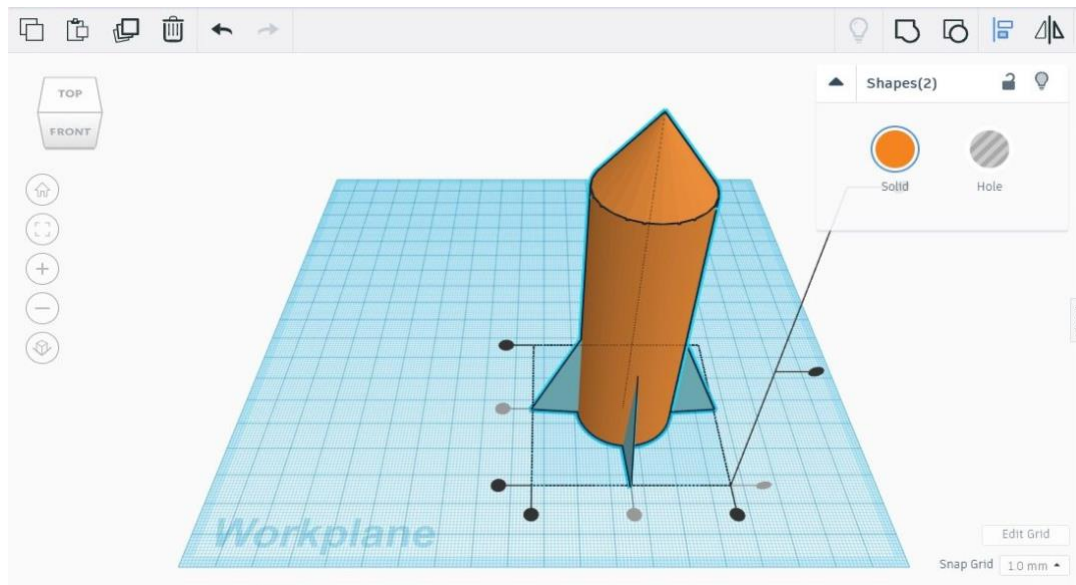 TOP
FRONT
Shapes(2)
Solid
Hole
Workplane
Edit Grid
Snap Grid 1.0 mm